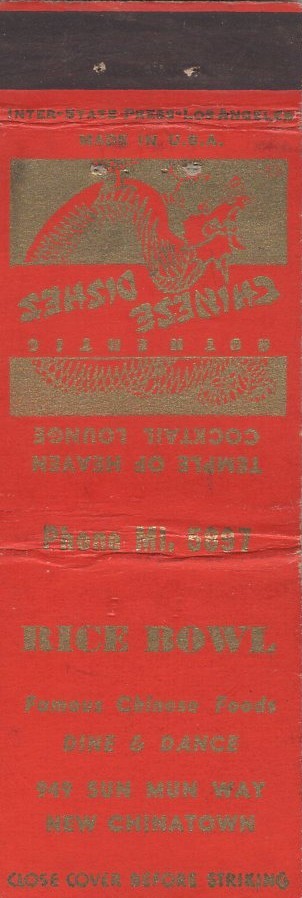 INTER-STATE PRESS-LOS ANGELES
MADE IN U.S.A.
TEMPLE OF HEAVEN
COCKTAIL LOUNGE
AUTHENTIC
CHINESE
DISHES
Phone MI. 5897
RICE BOWL
Famous Chinese Foods
DINE & DANCE
949 SUN MUN WAY
NEW CHINATOWN
CLOSE COVER BEFORE STRIKING